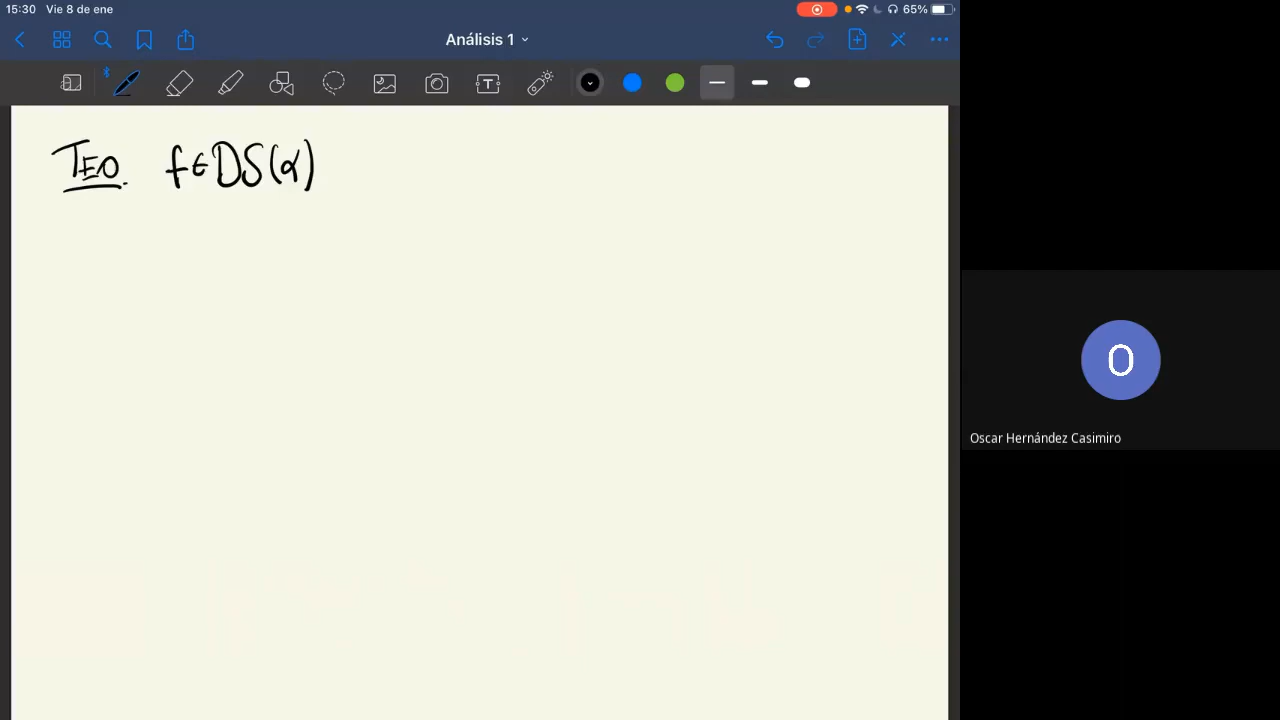 15:30 Vie 8 de ene 65%
Análisis 1
T
TEO. f∈DS(α)
O
Oscar Hernández Casimiro